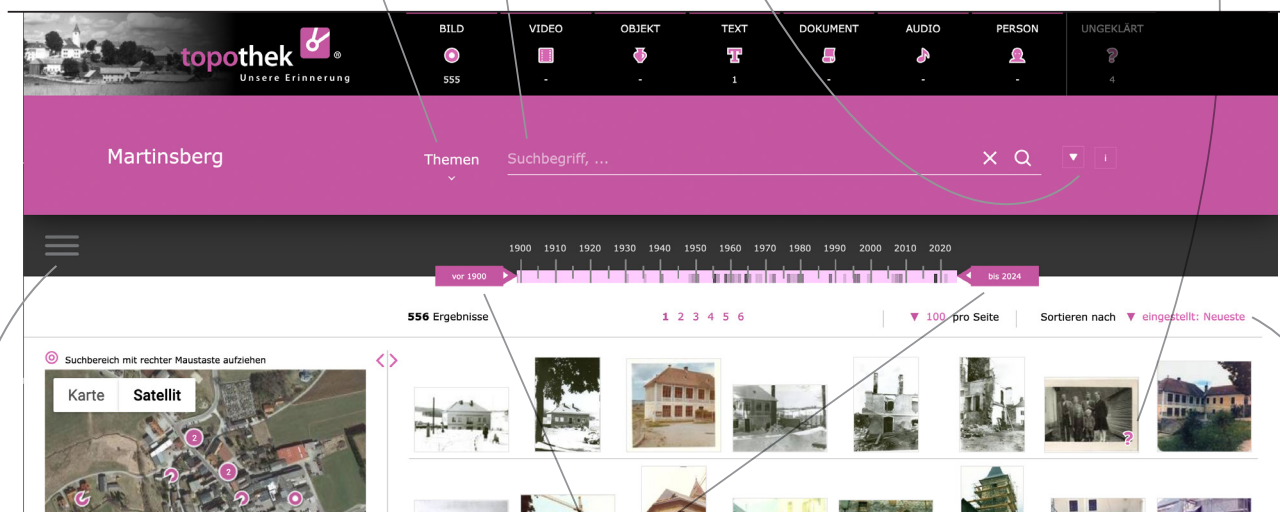 topothek ®
Unsere Erinnerung
BILD VIDEO OBJEKT TEXT DOKUMENT AUDIO PERSON UNGEKLÄRT
T ?
555 - - 1 - - - 4
Martinsberg
Themen
Suchbegriff, ...
i
1900 1910 1920 1930 1940 1950 1960 1970 1980 1990 2000 2010 2020
vor 1900 bis 2024
556 Ergebnisse 1 2 3 4 5 6 ▼ 100 pro Seite Sortieren nach ▼ eingestellt: Neueste
Suchbereich mit rechter Maustaste aufziehen
Karte Satellit
2
2
?